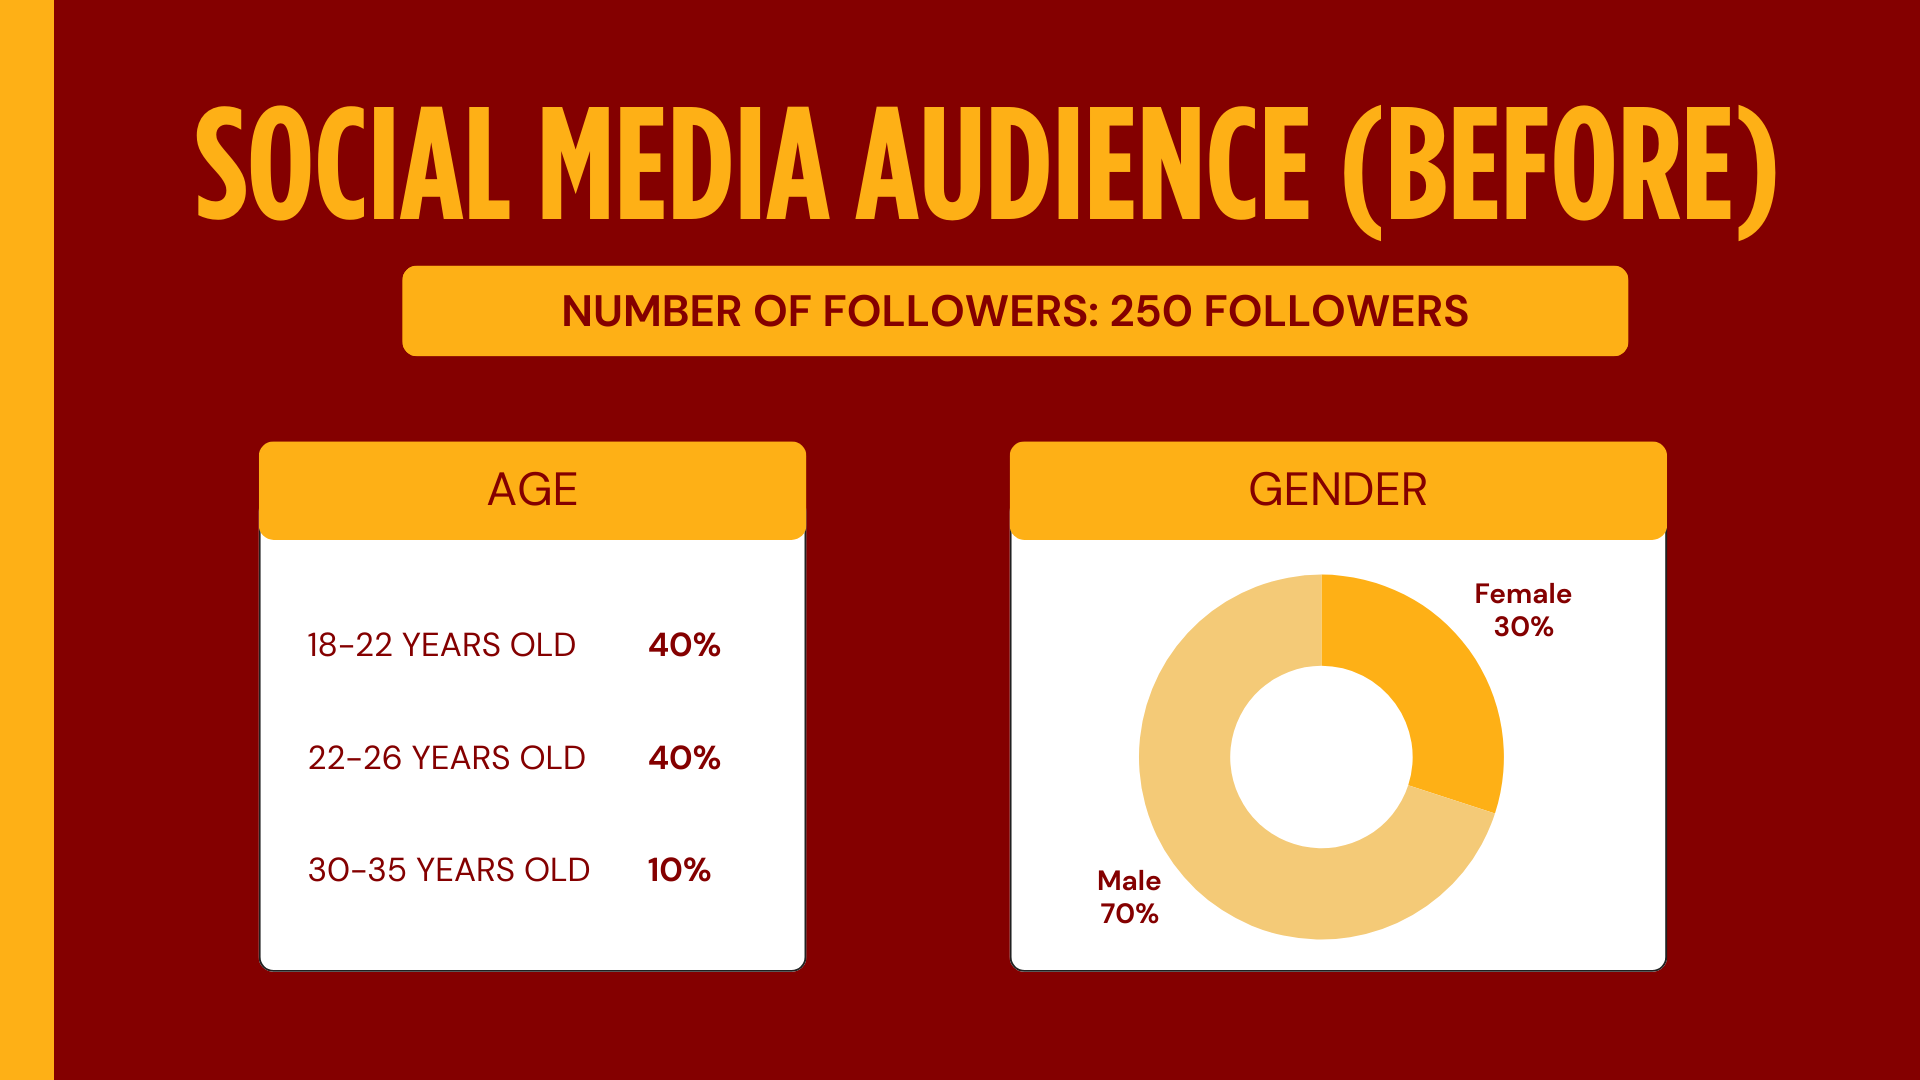 SOCIAL MEDIA AUDIENCE (BEFORE)
NUMBER OF FOLLOWERS: 250 FOLLOWERS
AGE
18-22 YEARS OLD 40%
22-26 YEARS OLD 40%
30-35 YEARS OLD 10%
GENDER
Female
30%
Male
70%